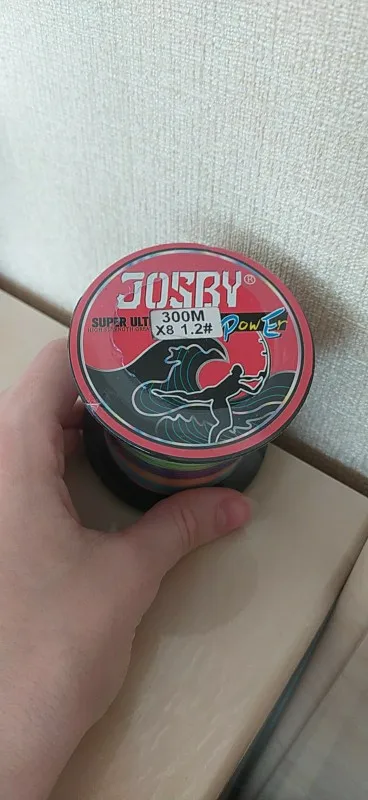 JOSBY®
SUPER ULT
300M
X8 1.2#
PowEr